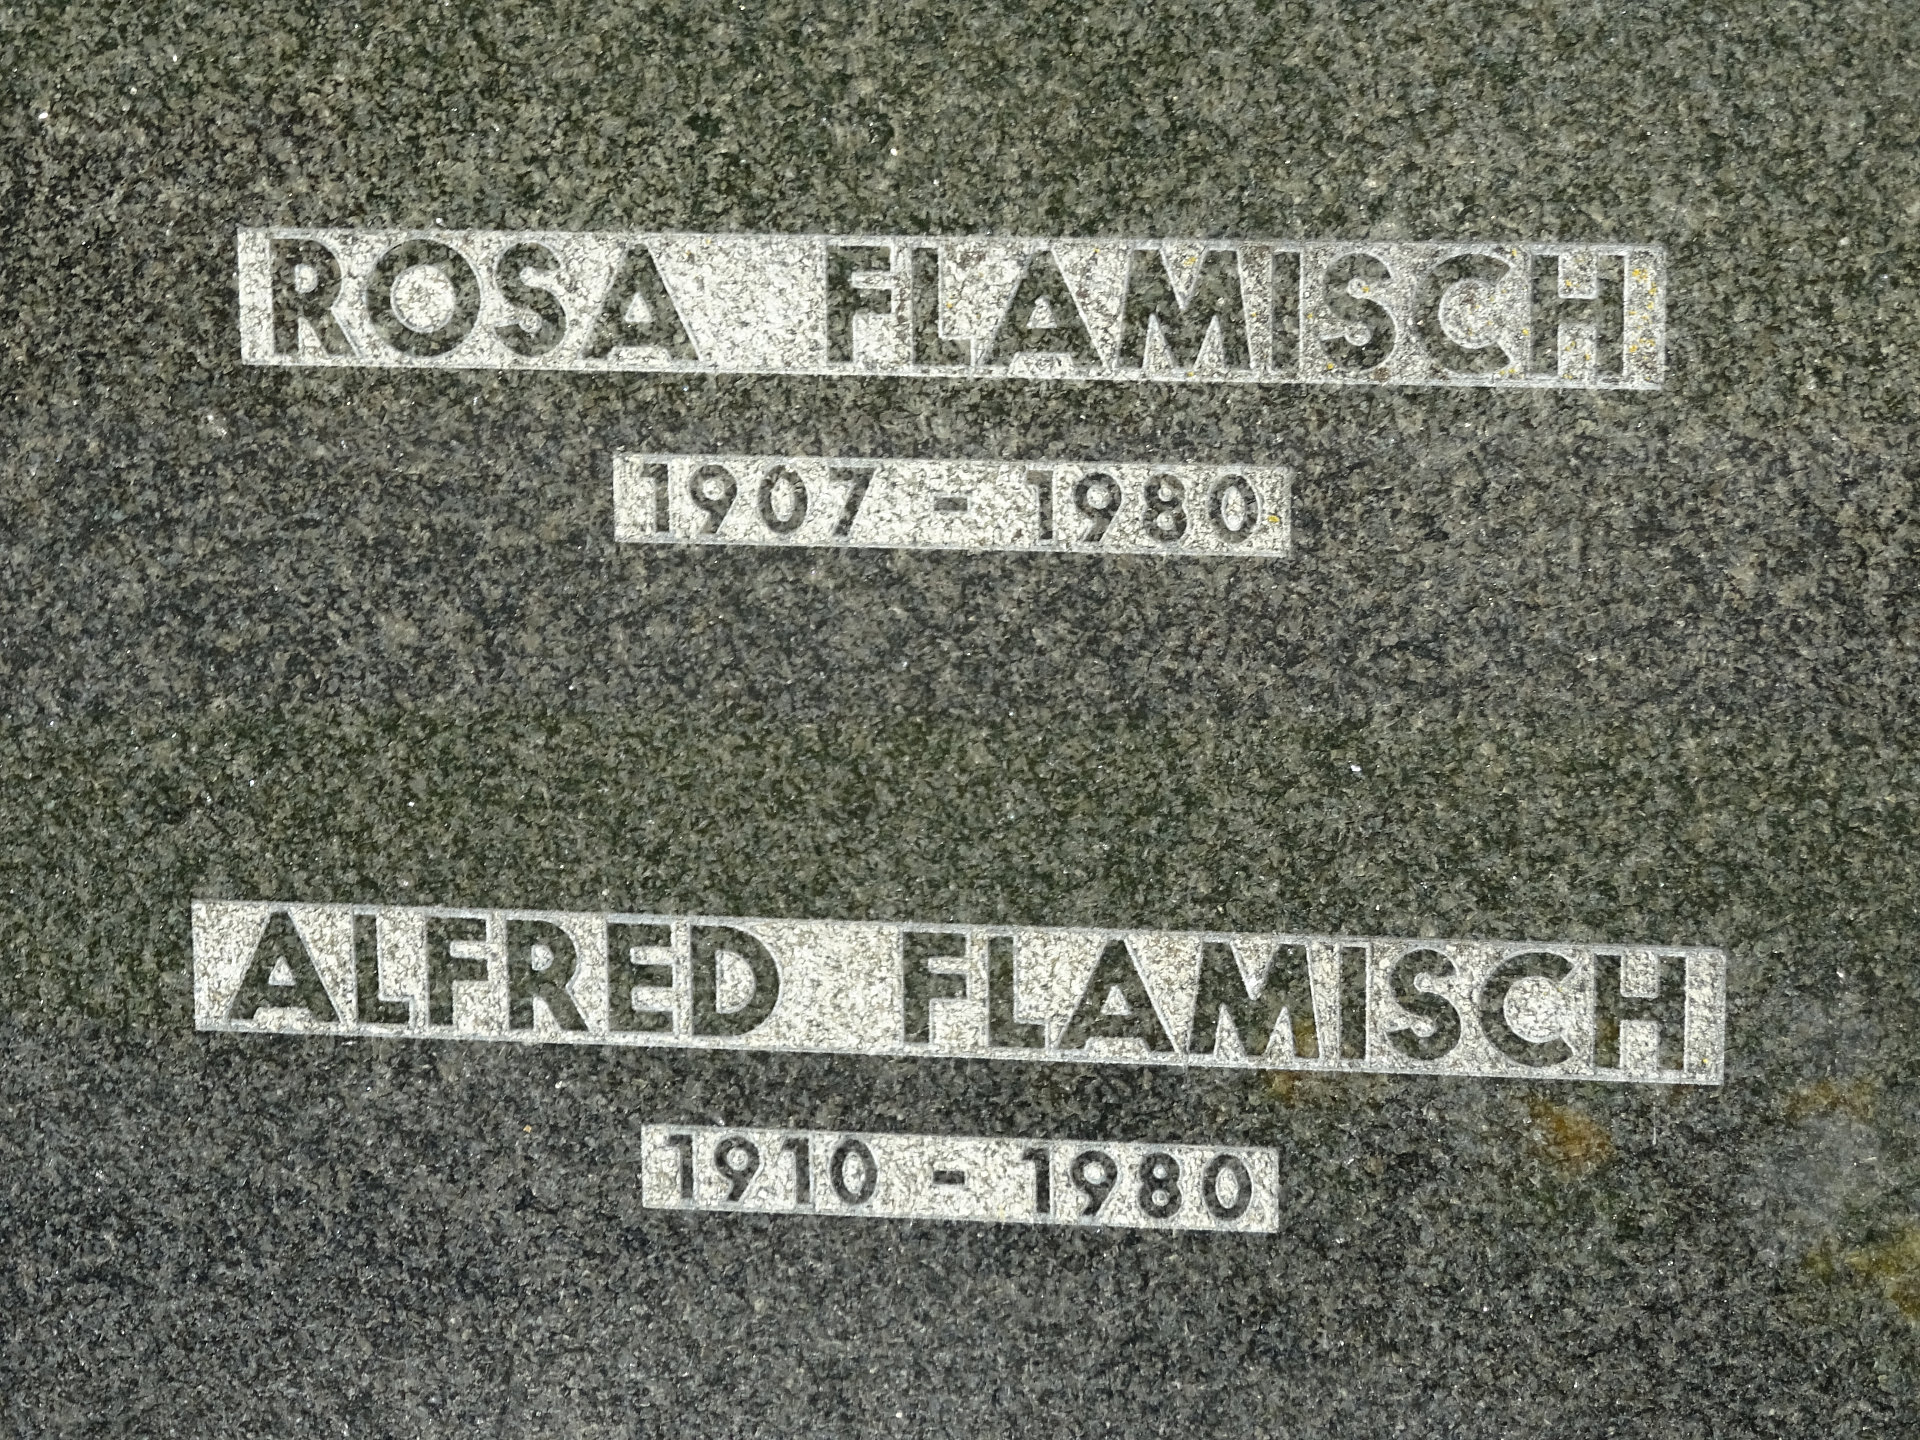 ROSA FLAMISCH
1907 - 1980
ALFRED FLAMISCH
1910 - 1980